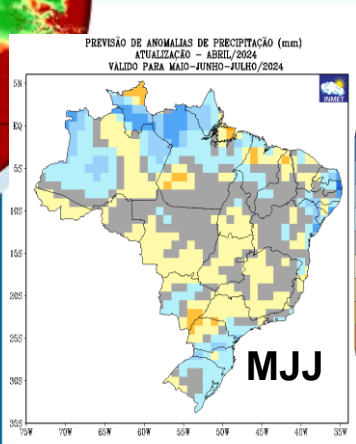 PREVISÃO DE ANOMALIAS DE PRECIPITAÇÃO (mm)
ATUALIZAÇÃO - ABRIL/2024
VÁLIDO PARA MAIO-JUNHO-JULHO/2024
INMET
5N
EQ
5S
10S
15S
20S
25S
30S
35S
MJJ
75W 70W 65W 60W 55W 50W 45W 40W 35W